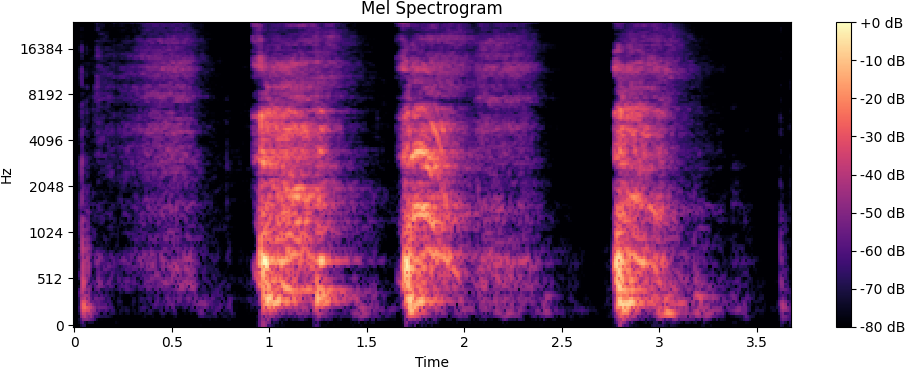 Mel Spectrogram
16384
8192
4096
2048
1024
512
0
Hz
0 0.5 1 1.5 2 2.5 3 3.5
Time
+0 dB
-10 dB
-20 dB
-30 dB
-40 dB
-50 dB
-60 dB
-70 dB
-80 dB